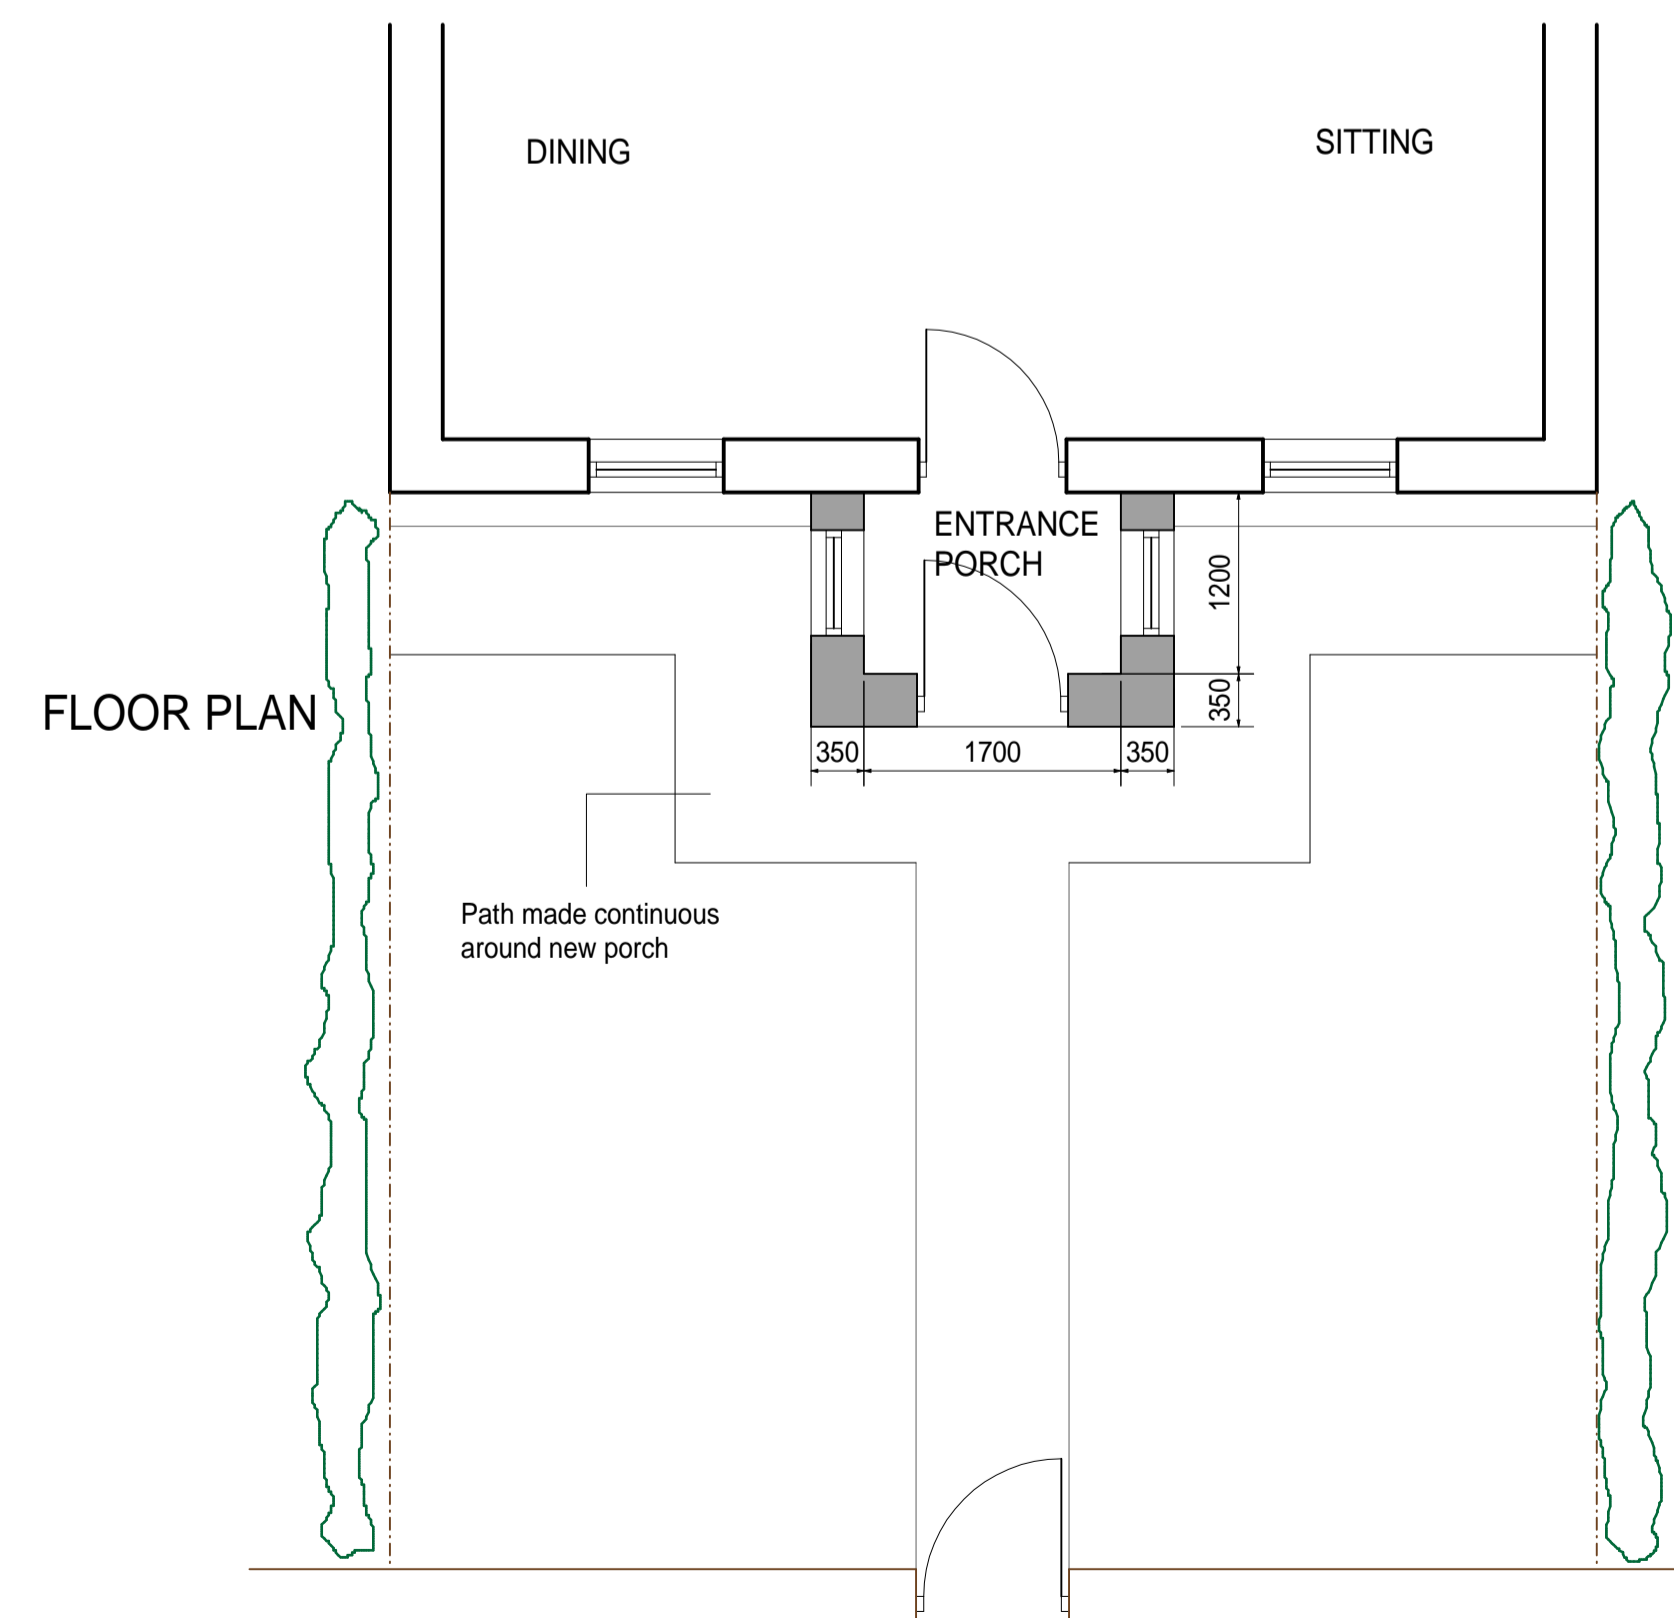 DINING
SITTING
ENTRANCE
PORCH
1200
350
FLOOR PLAN
350
1700
350
Path made continuous
around new porch